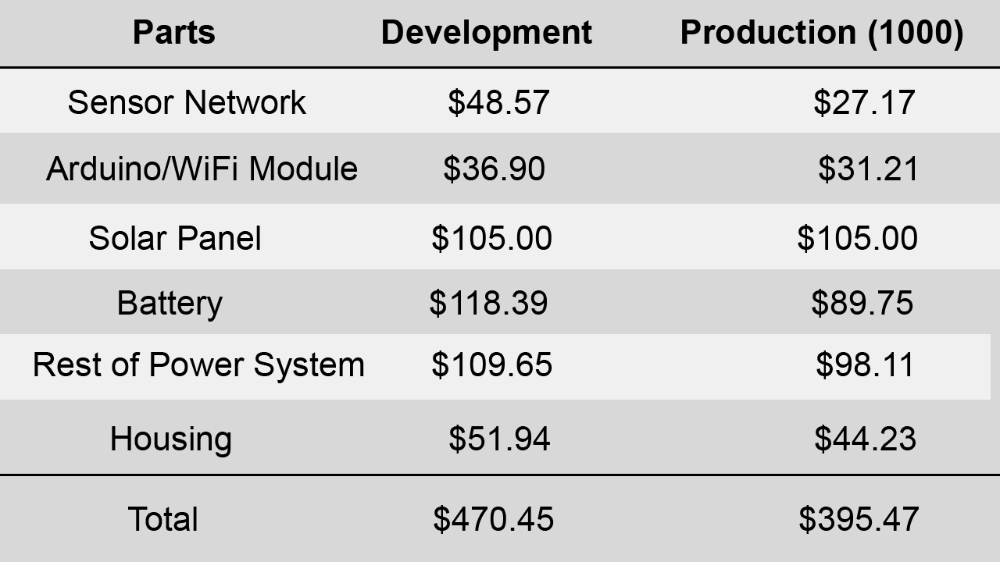 Parts Development Production (1000)
Sensor Network $48.57 $27.17
Arduino/WiFi Module $36.90 $31.21
Solar Panel $105.00 $105.00
Battery $118.39 $89.75
Rest of Power System $109.65 $98.11
Housing $51.94 $44.23
Total $470.45 $395.47